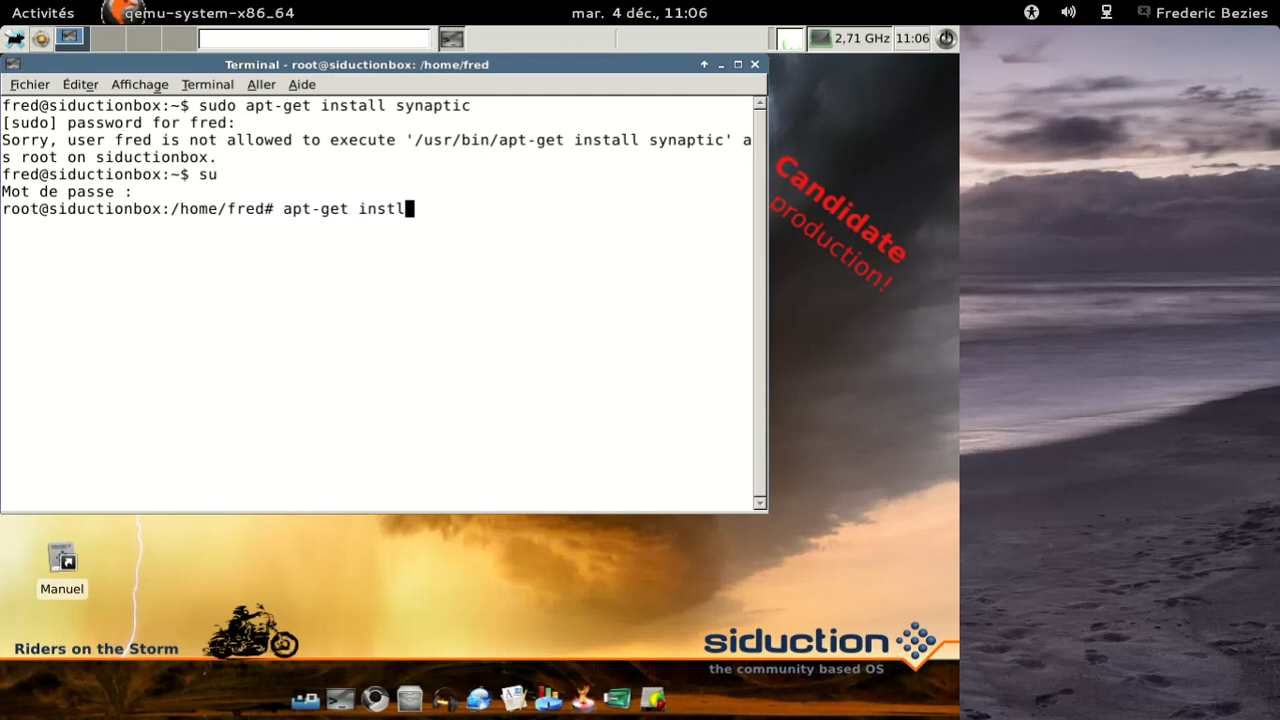 Activités
qemu-system-x86_64
mar. 4 déc., 11:06
Frederic Bezies
2,71 GHz
11:06
Terminal - root@siductionbox: /home/fred
Fichier Éditer Affichage Terminal Aller Aide
fred@siductionbox:~$ sudo apt-get install synaptic
[sudo] password for fred:
Sorry, user fred is not allowed to execute '/usr/bin/apt-get install synaptic' a
s root on siductionbox.
fred@siductionbox:~$ su
Mot de passe :
root@siductionbox:/home/fred# apt-get instl
Candidate
production!
Manuel
Riders on the Storm
siduction
the community based OS